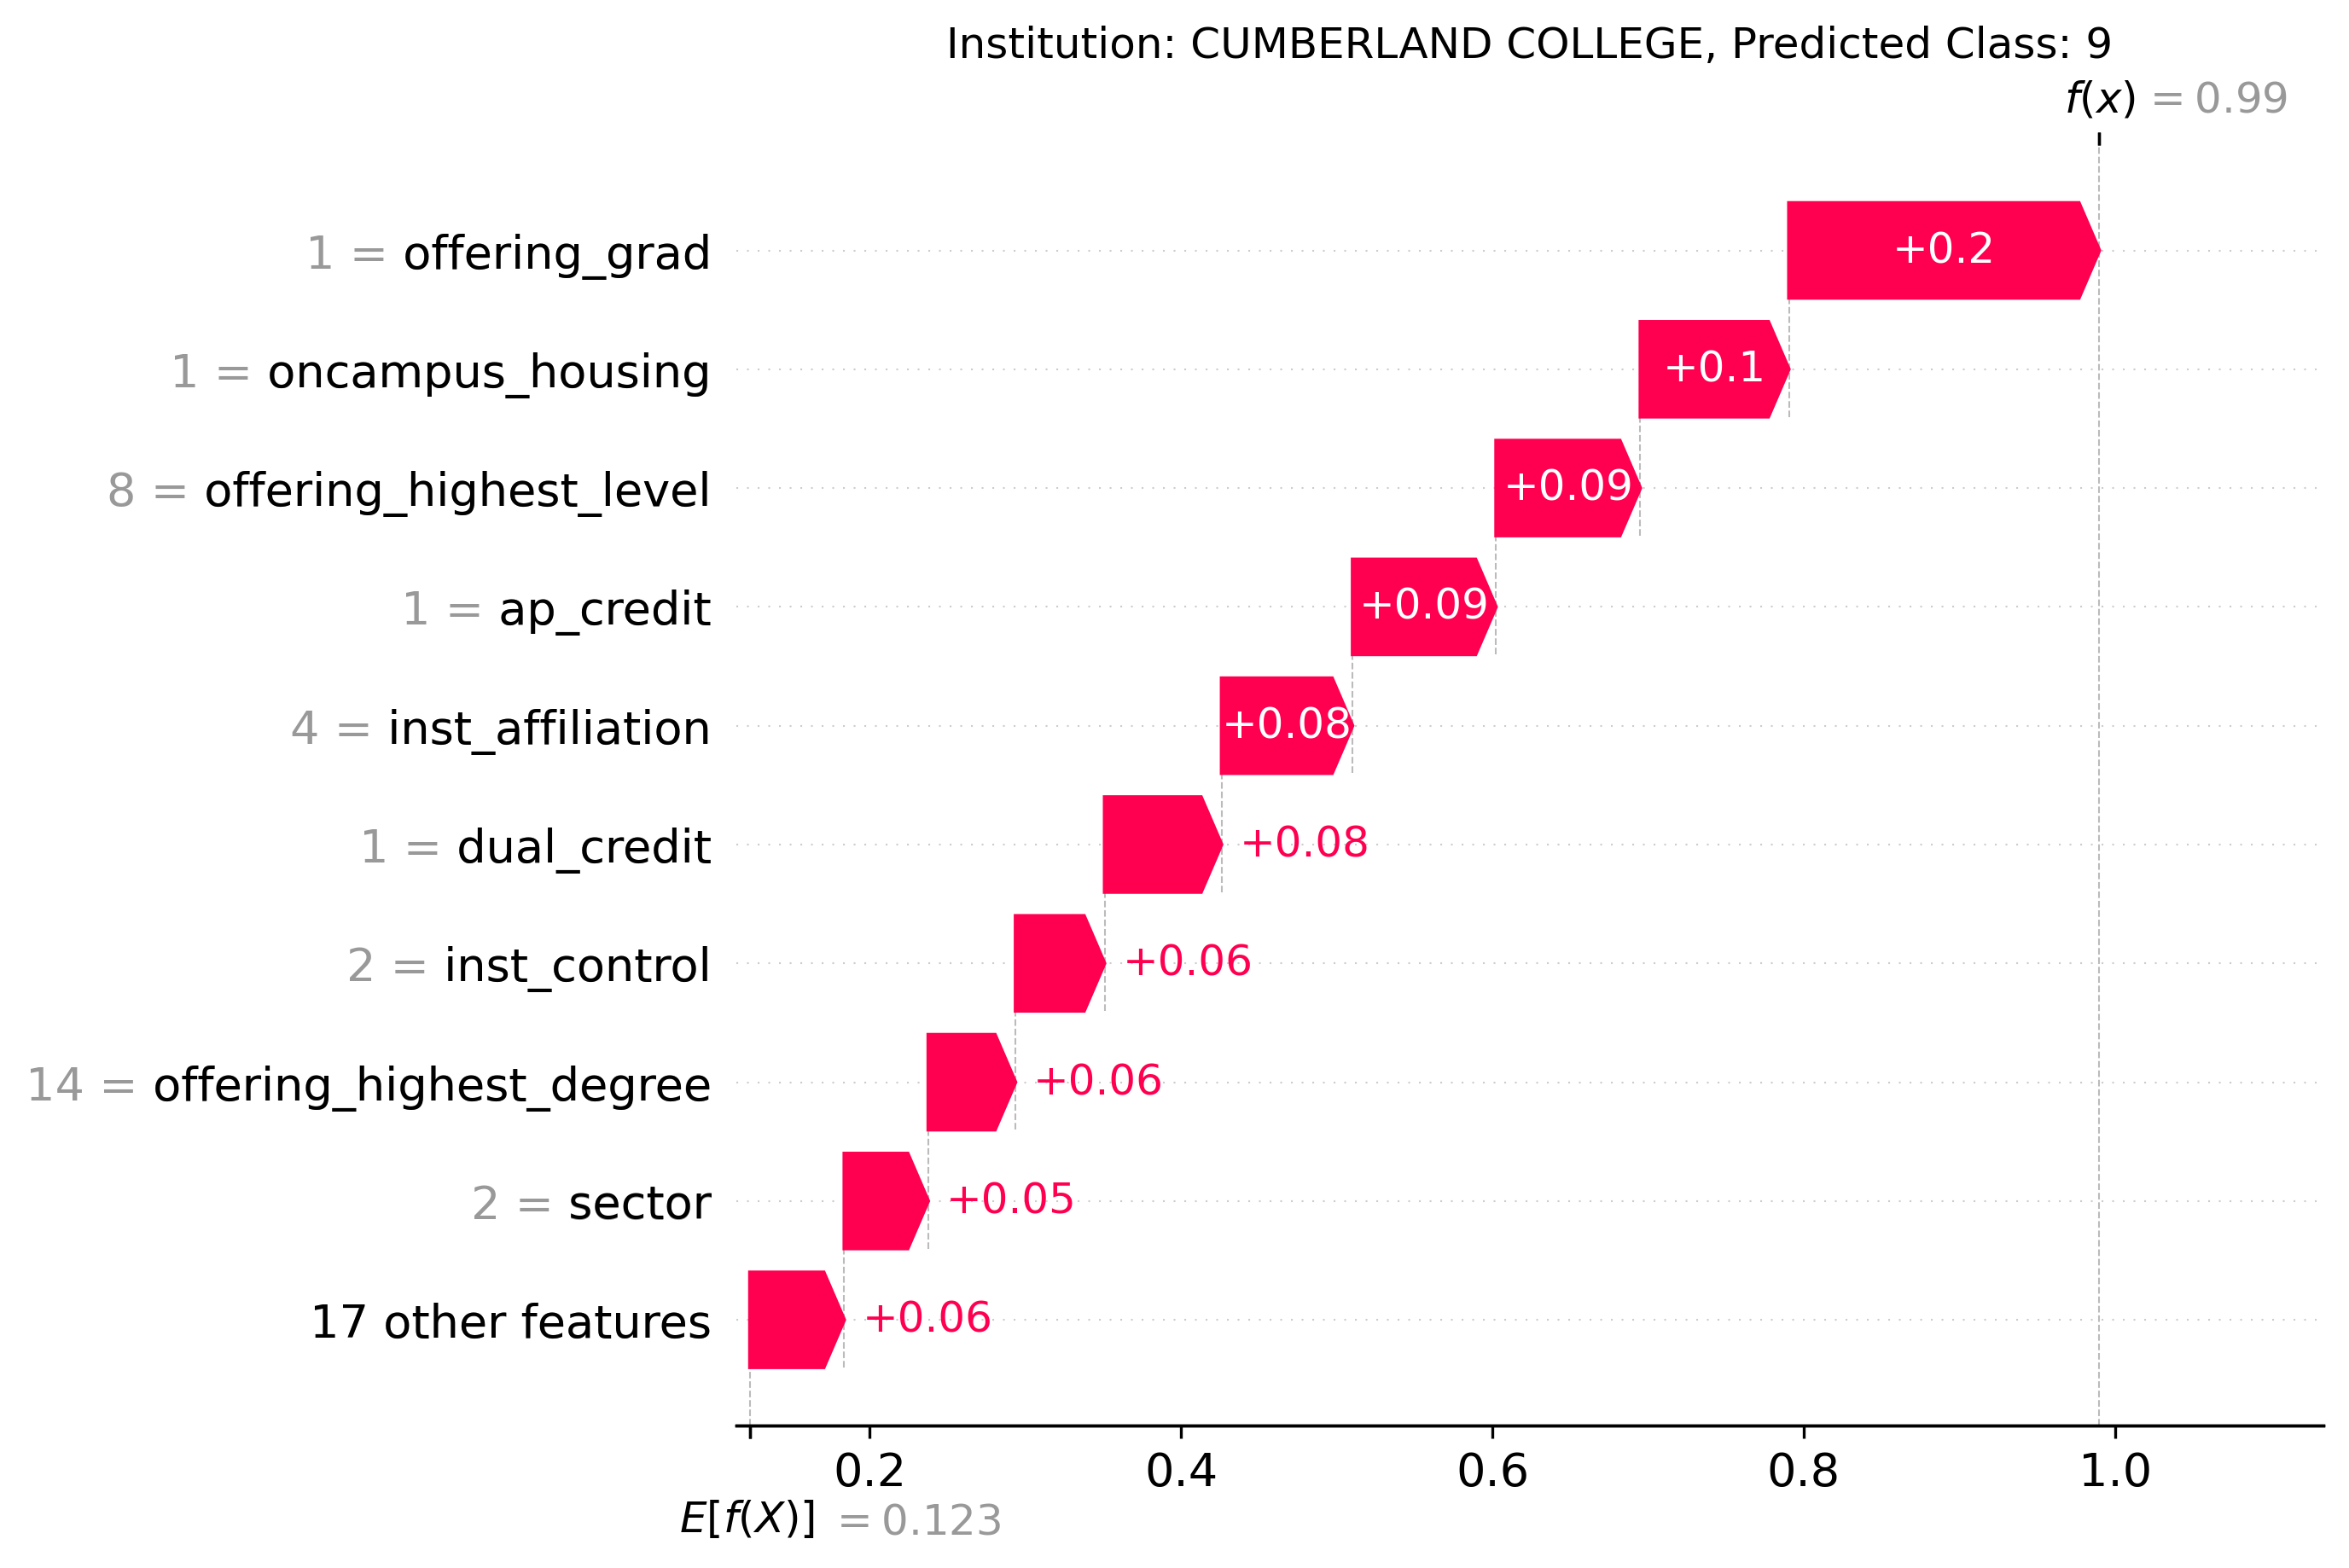 Institution: CUMBERLAND COLLEGE, Predicted Class: 9
f(x) = 0.99
1 = offering_grad +0.2
1 = oncampus_housing +0.1
8 = offering_highest_level +0.09
1 = ap_credit +0.09
4 = inst_affiliation +0.08
1 = dual_credit +0.08
2 = inst_control +0.06
14 = offering_highest_degree +0.06
2 = sector +0.05
17 other features +0.06
0.2 0.4 0.6 0.8 1.0
E[f(X)] = 0.123